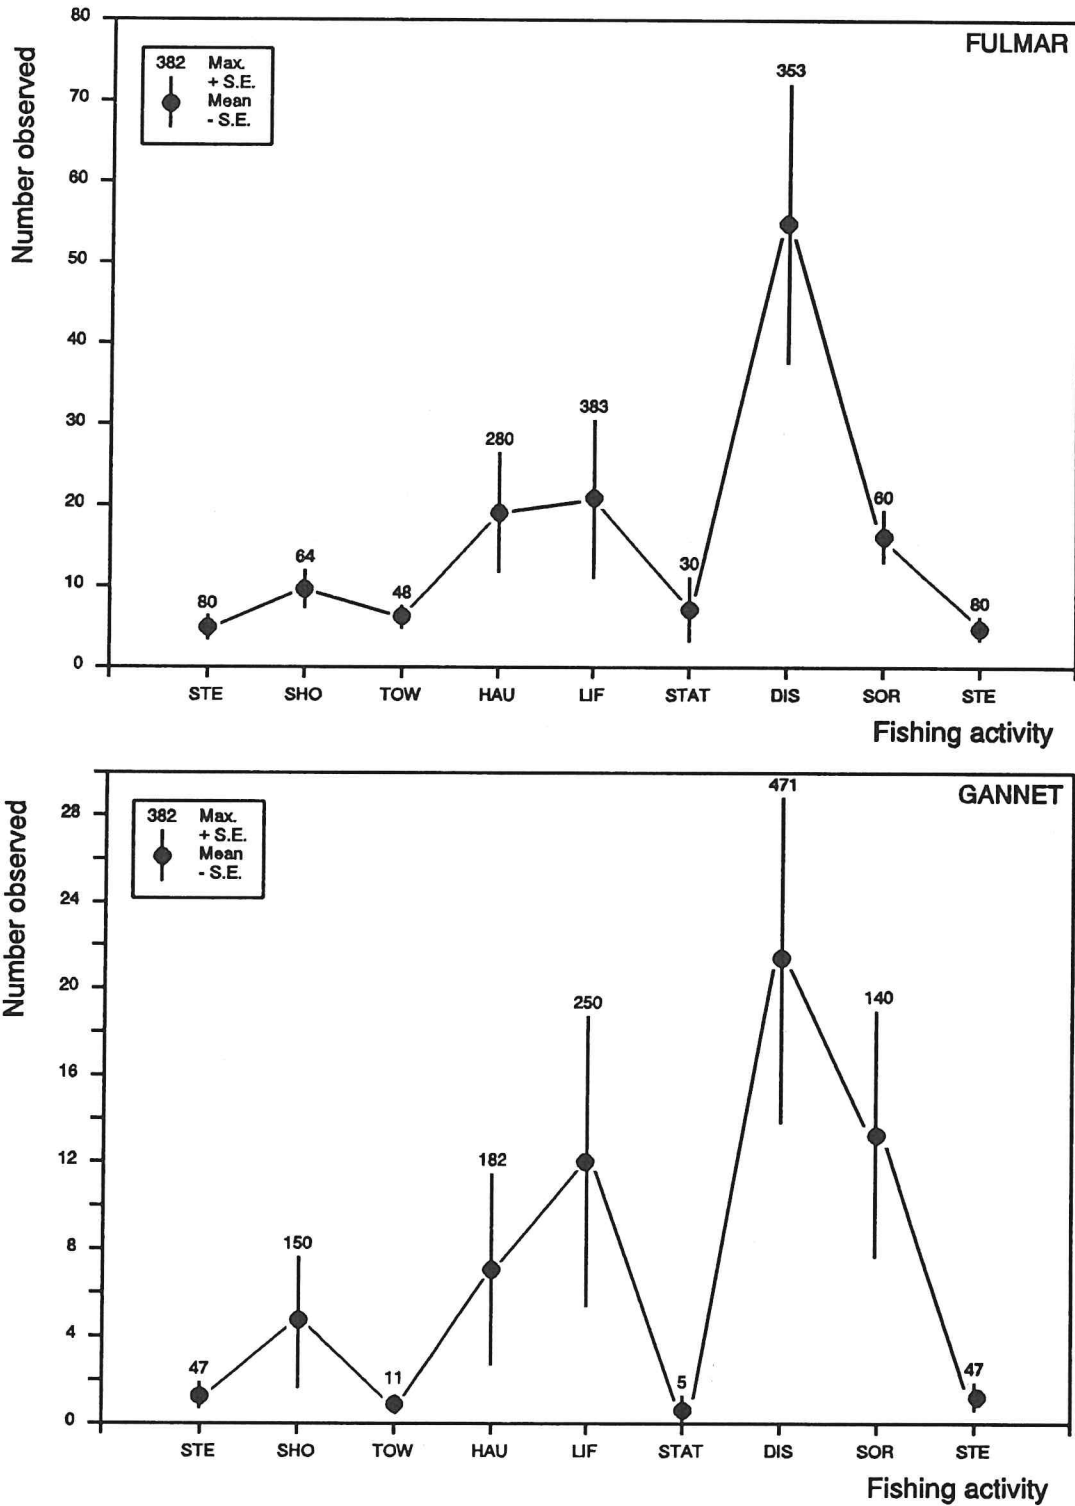 FULMAR
Number observed
80
70
60
50
40
30
20
10
0
382 Max.
+ S.E.
Mean
- S.E.
80
64
48
280
383
30
353
60
80
STE SHO TOW HAU LIF STAT DIS SOR STE
Fishing activity
GANNET
Number observed
28
24
20
16
12
8
4
0
382 Max.
+ S.E.
Mean
- S.E.
47
150
11
182
250
5
471
140
47
STE SHO TOW HAU LIF STAT DIS SOR STE
Fishing activity